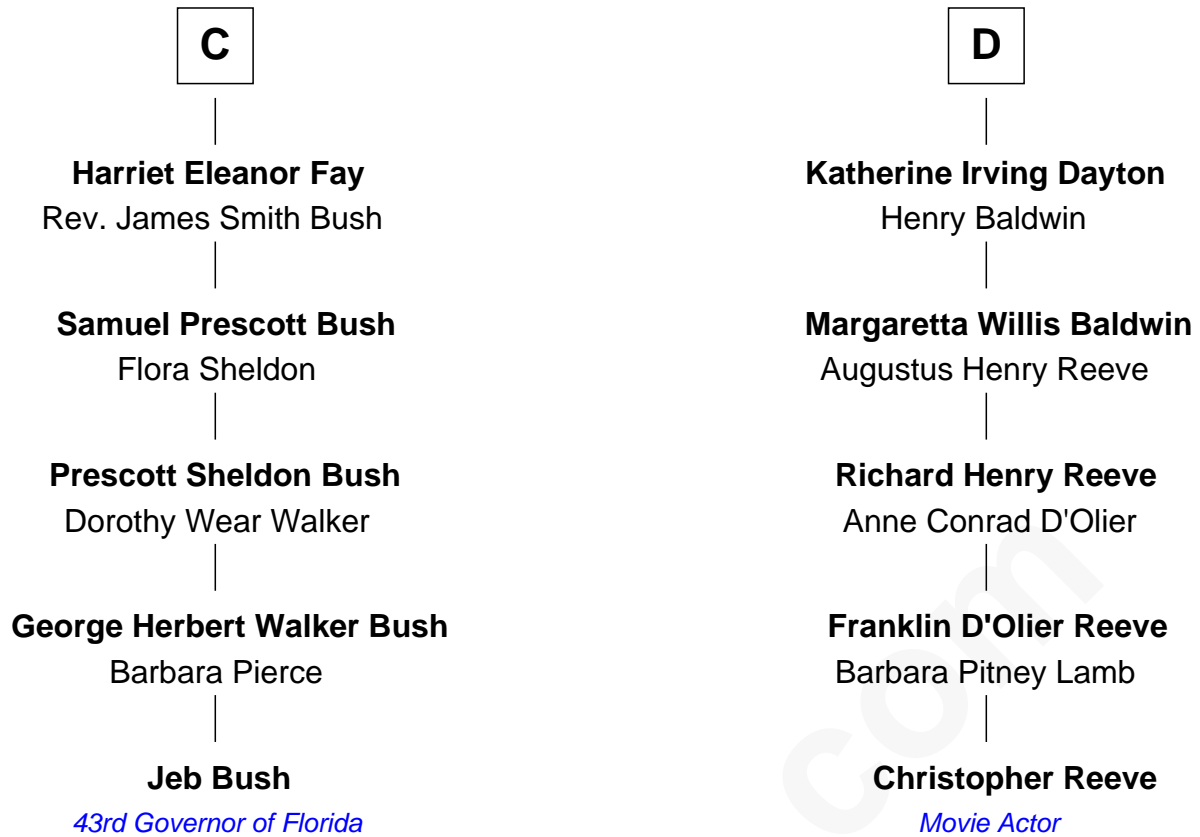 C
Harriet Eleanor Fay
Rev. James Smith Bush
Samuel Prescott Bush
Flora Sheldon
Prescott Sheldon Bush
Dorothy Wear Walker
George Herbert Walker Bush
Barbara Pierce
Jeb Bush
43rd Governor of Florida
D
Katherine Irving Dayton
Henry Baldwin
Margaretta Willis Baldwin
Augustus Henry Reeve
Richard Henry Reeve
Anne Conrad D'Olier
Franklin D'Olier Reeve
Barbara Pitney Lamb
Christopher Reeve
Movie Actor
com